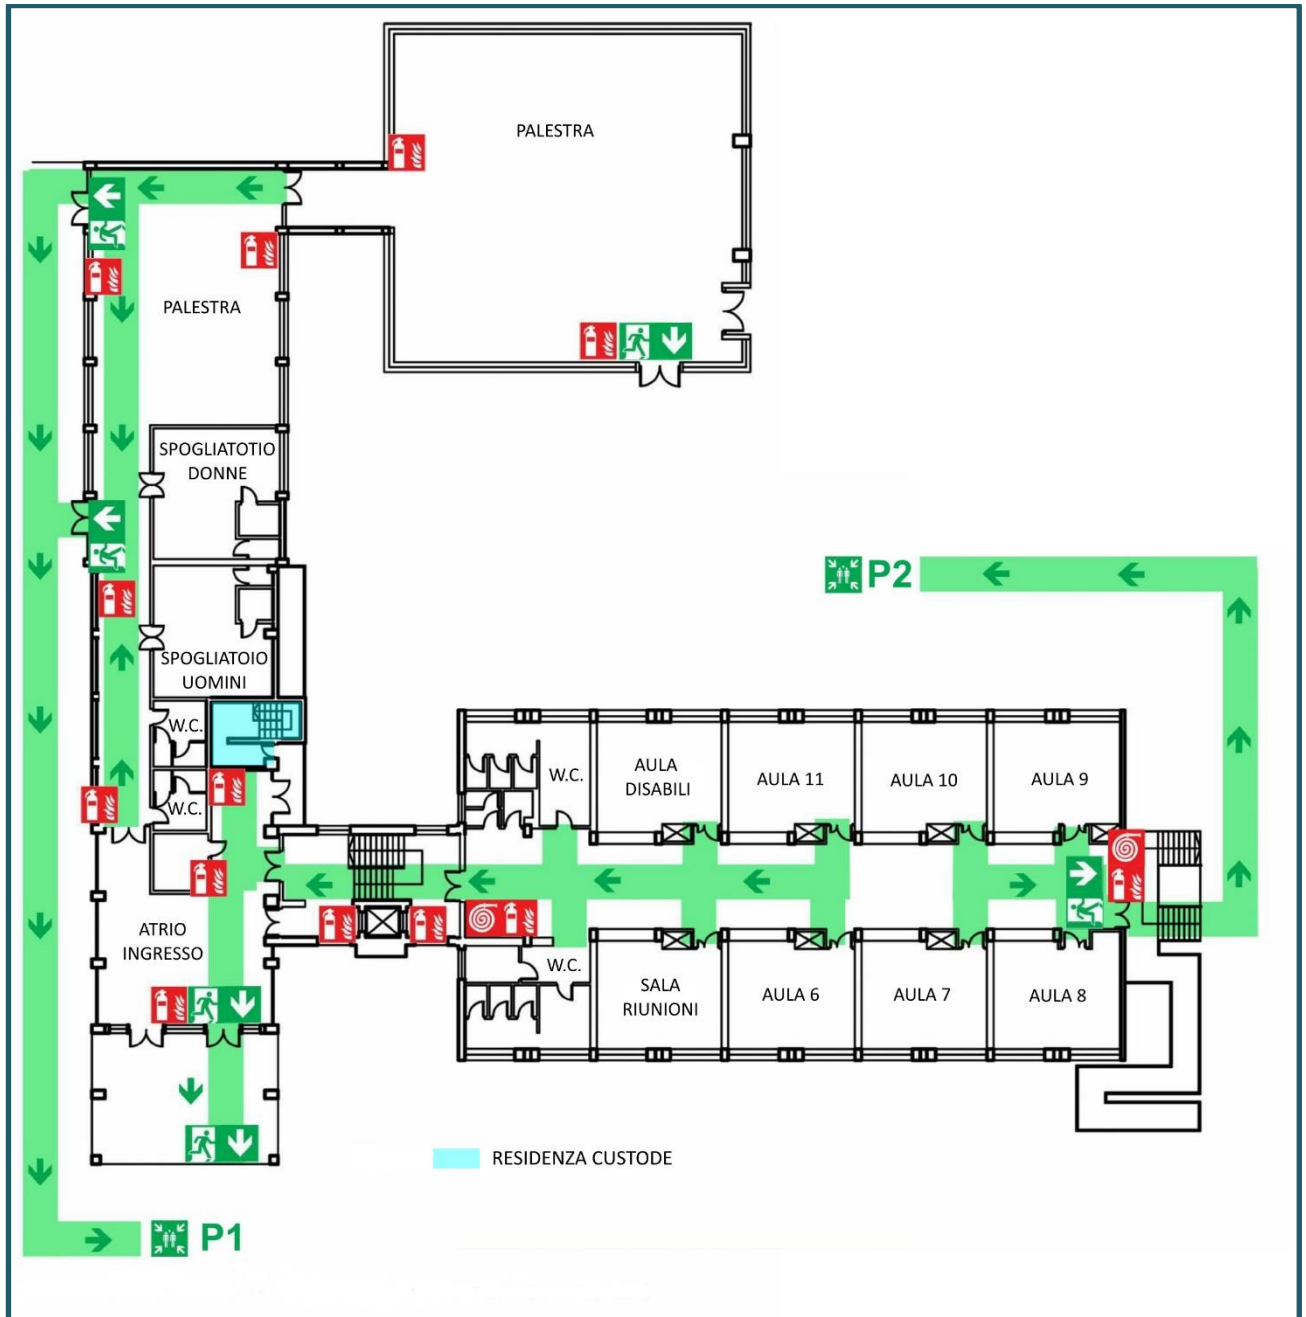 PALESTRA
PALESTRA
SPOGLIATOTIO
DONNE
P2
SPOGLIATOIO
UOMINI
W.C.
W.C.
W.C.
AULA
DISABILI
AULA 11
AULA 10
AULA 9
ATRIO
INGRESSO
W.C.
SALA
RIUNIONI
AULA 6
AULA 7
AULA 8
RESIDENZA CUSTODE
P1